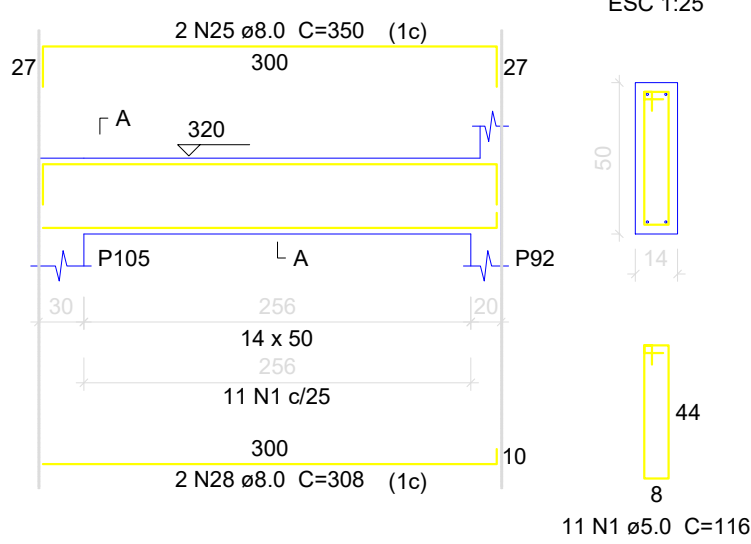 ESC 1:25
2 N25 ø8.0 C=350 (1c)
27
300
27
A
320
50
P105
A
P92
14
30
256
20
14 x 50
256
11 N1 c/25
44
300
10
2 N28 ø8.0 C=308 (1c)
8
11 N1 ø5.0 C=116